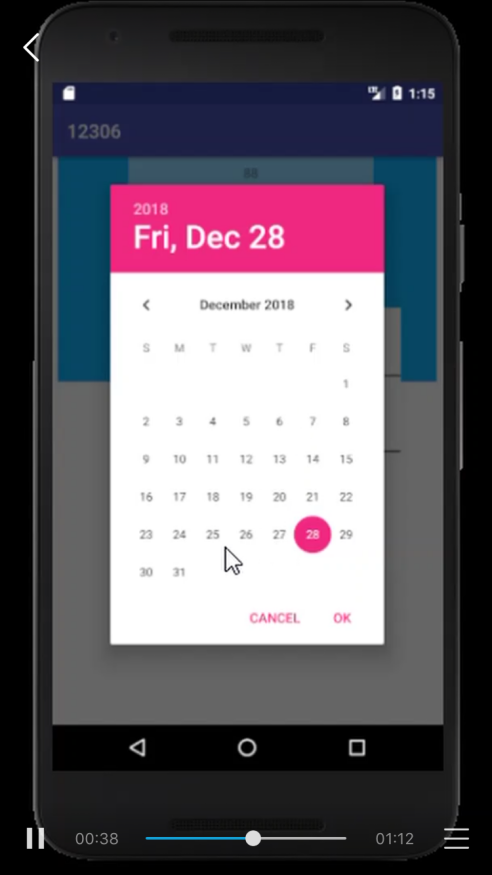 1:15
12306
88
2018
Fri, Dec 28
December 2018
S M T W T F S
1
2 3 4 5 6 7 8
9 10 11 12 13 14 15
16 17 18 19 20 21 22
23 24 25 26 27 28 29
30 31
CANCEL OK
00:38 01:12